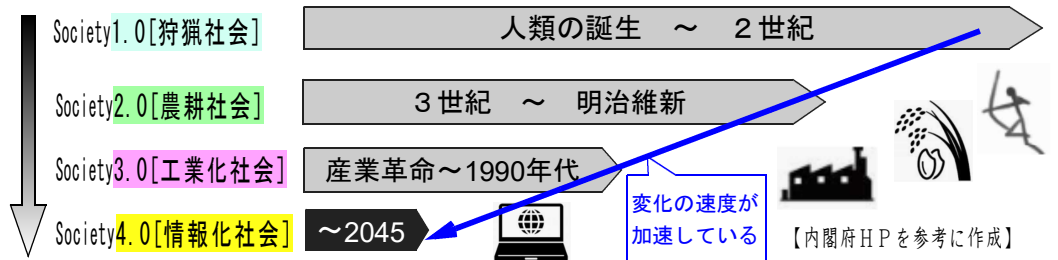 Society1.0[狩猟社会]
人類の誕生 ～ 2世紀
Society2.0[農耕社会]
3世紀 ～ 明治維新
Society3.0[工業化社会]
産業革命～1990年代
Society4.0[情報化社会]
～2045
変化の速度が
加速している
【内閣府ＨＰを参考に作成】